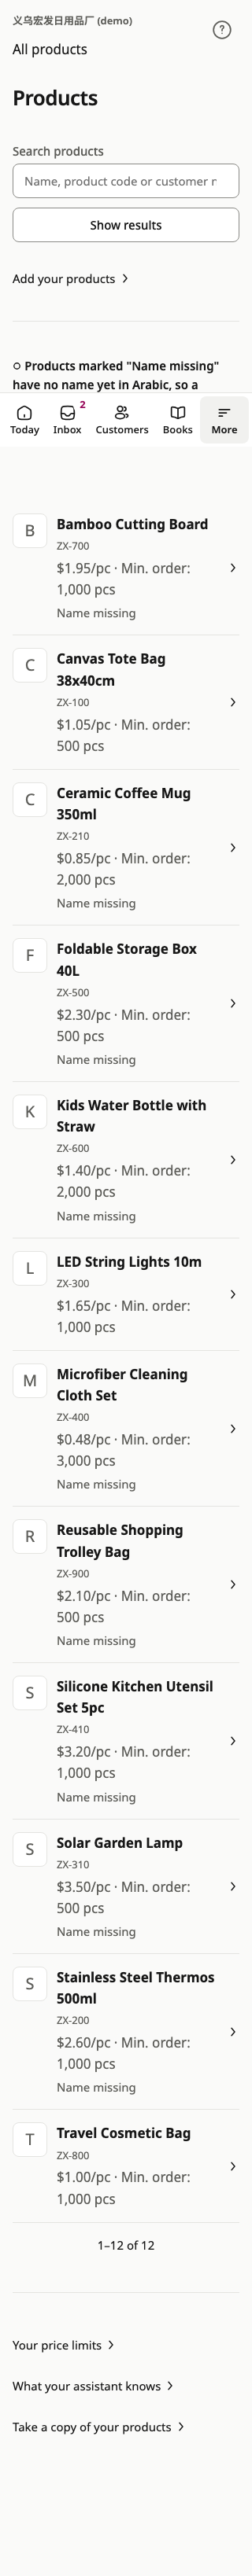 义乌宏发日用品厂 (demo)
All products
Products
Search products
Name, product code or customer r
Show results
Add your products
Products marked "Name missing"
have no name yet in Arabic, so a
Today
Inbox
2
Customers
Books
More
B
Bamboo Cutting Board
ZX-700
$1.95/pc · Min. order:
1,000 pcs
Name missing
C
Canvas Tote Bag
38x40cm
ZX-100
$1.05/pc · Min. order:
500 pcs
C
Ceramic Coffee Mug
350ml
ZX-210
$0.85/pc · Min. order:
2,000 pcs
Name missing
F
Foldable Storage Box
40L
ZX-500
$2.30/pc · Min. order:
500 pcs
Name missing
K
Kids Water Bottle with
Straw
ZX-600
$1.40/pc · Min. order:
2,000 pcs
Name missing
L
LED String Lights 10m
ZX-300
$1.65/pc · Min. order:
1,000 pcs
M
Microfiber Cleaning
Cloth Set
ZX-400
$0.48/pc · Min. order:
3,000 pcs
Name missing
R
Reusable Shopping
Trolley Bag
ZX-900
$2.10/pc · Min. order:
500 pcs
Name missing
S
Silicone Kitchen Utensil
Set 5pc
ZX-410
$3.20/pc · Min. order:
1,000 pcs
Name missing
S
Solar Garden Lamp
ZX-310
$3.50/pc · Min. order:
500 pcs
Name missing
S
Stainless Steel Thermos
500ml
ZX-200
$2.60/pc · Min. order:
1,000 pcs
Name missing
T
Travel Cosmetic Bag
ZX-800
$1.00/pc · Min. order:
1,000 pcs
1–12 of 12
Your price limits
What your assistant knows
Take a copy of your products